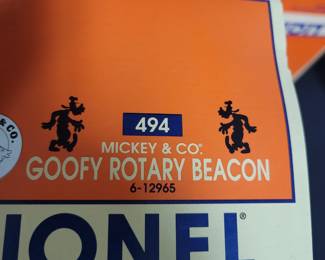 494
MICKEY & CO.
GOOFY ROTARY BEACON
6-12965
IONEL®